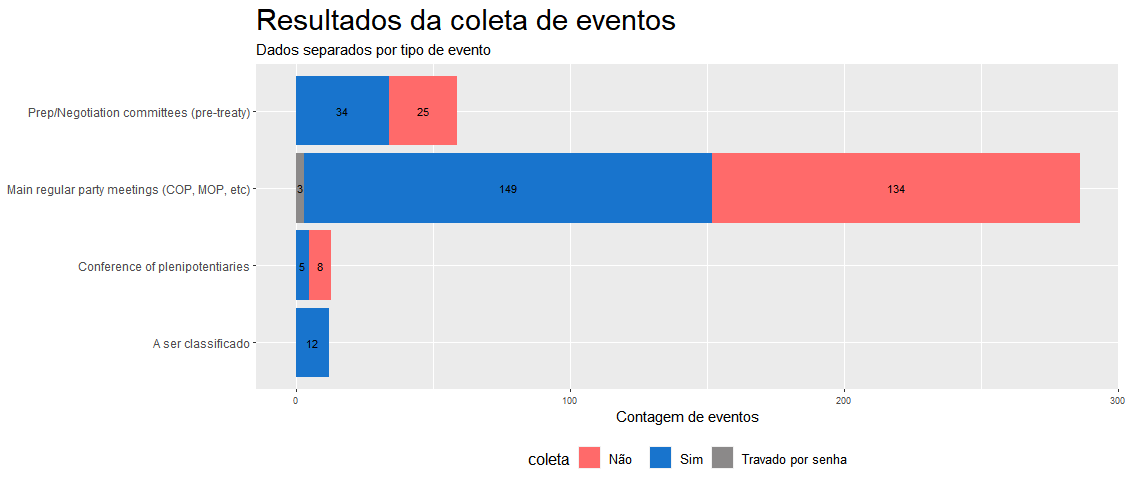 Resultados da coleta de eventos
Dados separados por tipo de evento
Prep/Negotiation committees (pre-treaty)
34 25
Main regular party meetings (COP, MOP, etc)
3 149 134
Conference of plenipotentiaries
5 8
A ser classificado
12
0 100 200 300
Contagem de eventos
coleta Não Sim Travado por senha